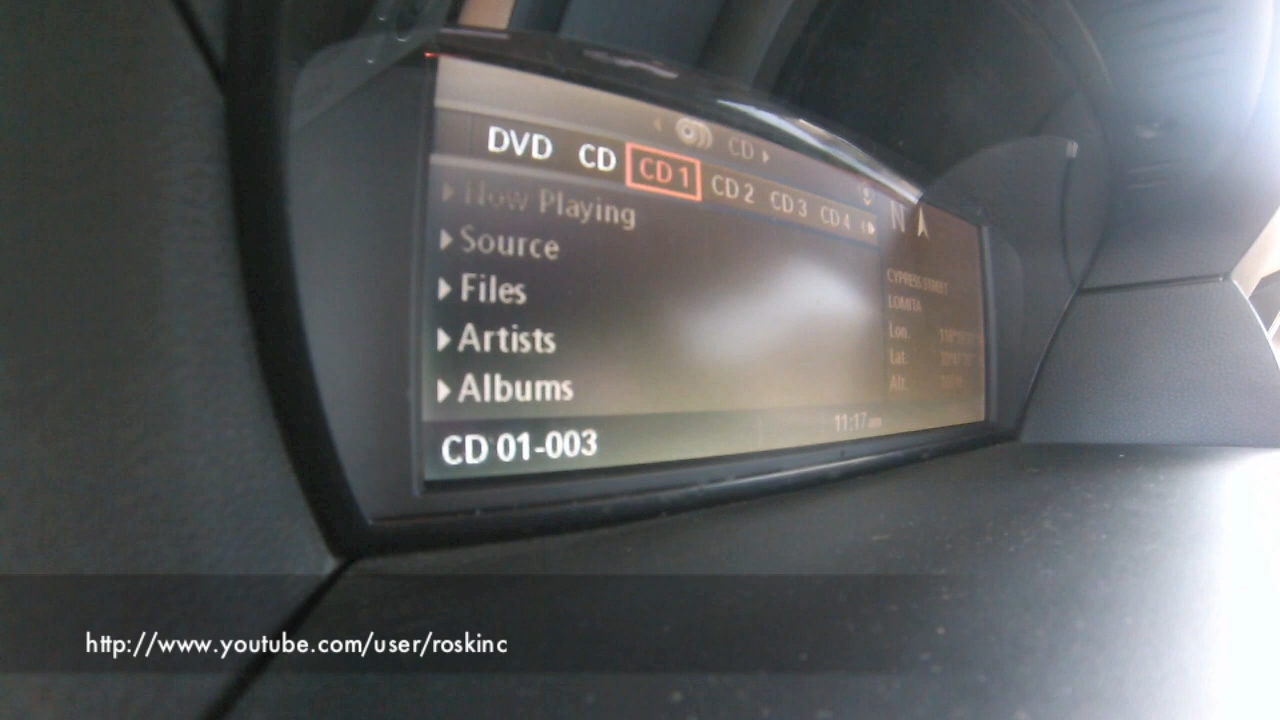 CD
DVD CD CD 1 CD 2 CD 3 CD 4
N
Now Playing
Source
Files
Artists
Albums
CYPRESS STREET
LOMITA
Lon.
Lat.
Alt.
11:17 am
CD 01-003
http://www.youtube.com/user/roskinc